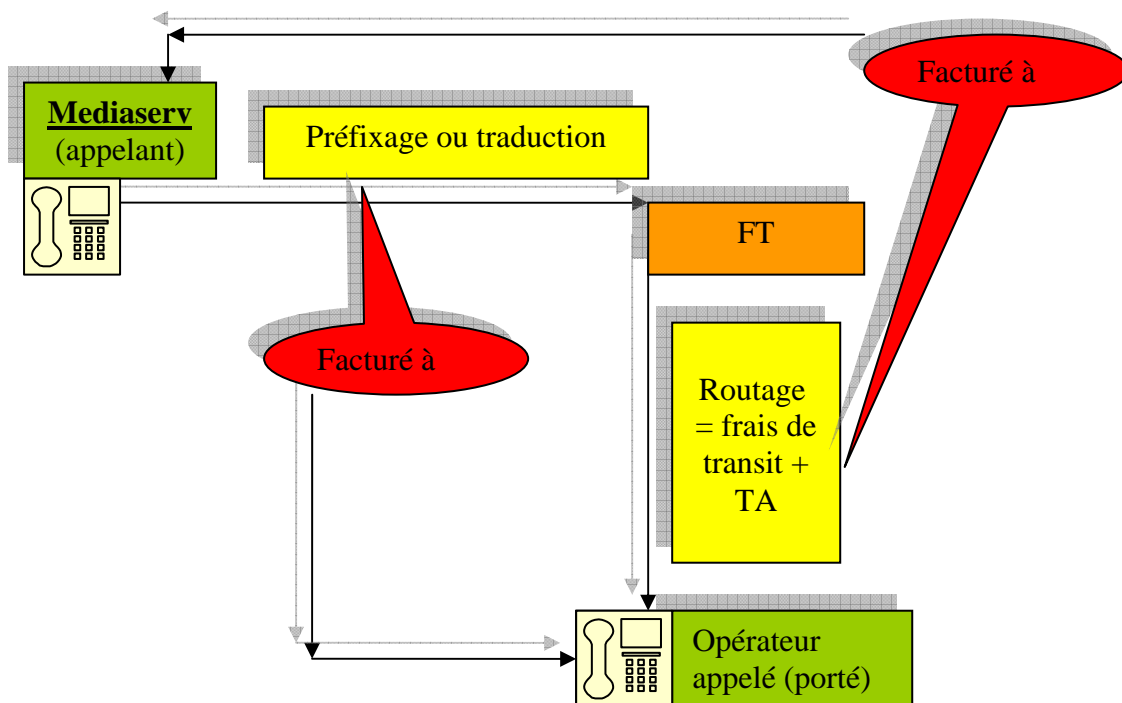 Facturé à
Mediaserv
(appelant)
Préfixage ou traduction
FT
Facturé à
Routage
= frais de
transit +
TA
Opérateur
appelé (porté)